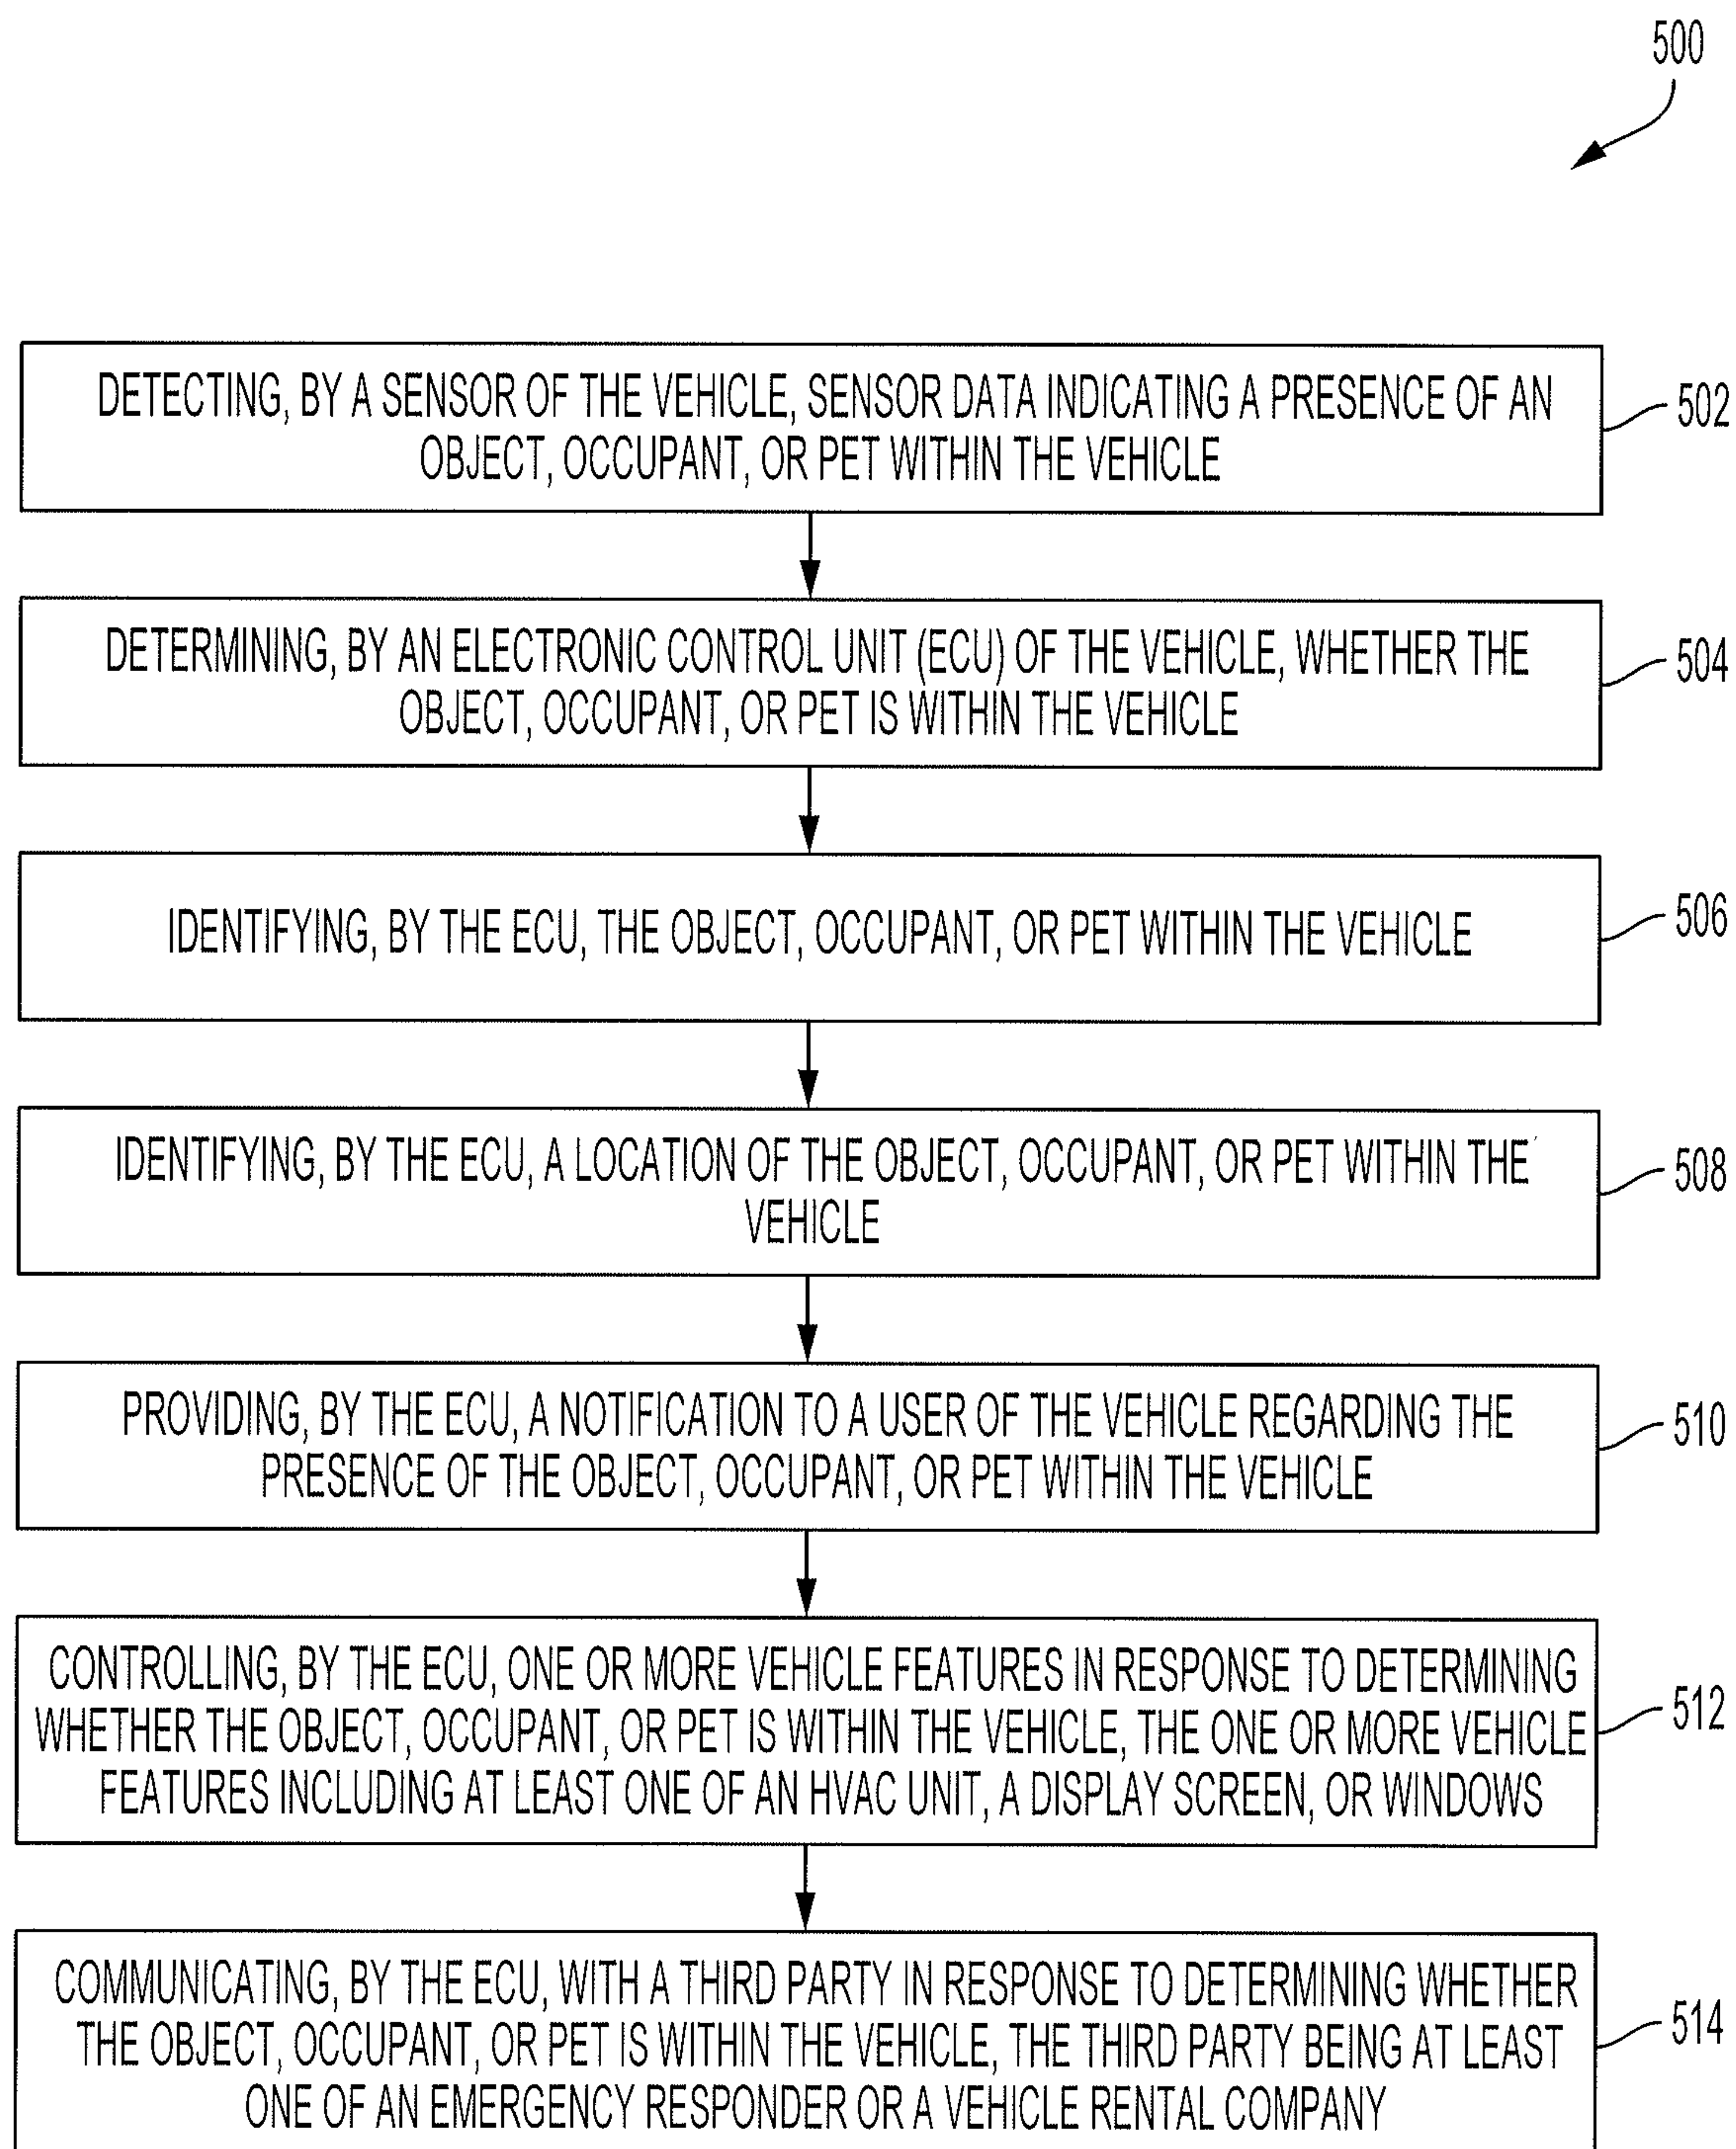 500
DETECTING, BY A SENSOR OF THE VEHICLE, SENSOR DATA INDICATING A PRESENCE OF AN
OBJECT, OCCUPANT, OR PET WITHIN THE VEHICLE
502
DETERMINING, BY AN ELECTRONIC CONTROL UNIT (ECU) OF THE VEHICLE, WHETHER THE
OBJECT, OCCUPANT, OR PET IS WITHIN THE VEHICLE
504
IDENTIFYING, BY THE ECU, THE OBJECT, OCCUPANT, OR PET WITHIN THE VEHICLE
506
IDENTIFYING, BY THE ECU, A LOCATION OF THE OBJECT, OCCUPANT, OR PET WITHIN THE
VEHICLE
508
PROVIDING, BY THE ECU, A NOTIFICATION TO A USER OF THE VEHICLE REGARDING THE
PRESENCE OF THE OBJECT, OCCUPANT, OR PET WITHIN THE VEHICLE
510
CONTROLLING, BY THE ECU, ONE OR MORE VEHICLE FEATURES IN RESPONSE TO DETERMINING
WHETHER THE OBJECT, OCCUPANT, OR PET IS WITHIN THE VEHICLE, THE ONE OR MORE VEHICLE
FEATURES INCLUDING AT LEAST ONE OF AN HVAC UNIT, A DISPLAY SCREEN, OR WINDOWS
512
COMMUNICATING, BY THE ECU, WITH A THIRD PARTY IN RESPONSE TO DETERMINING WHETHER
THE OBJECT, OCCUPANT, OR PET IS WITHIN THE VEHICLE, THE THIRD PARTY BEING AT LEAST
ONE OF AN EMERGENCY RESPONDER OR A VEHICLE RENTAL COMPANY
514